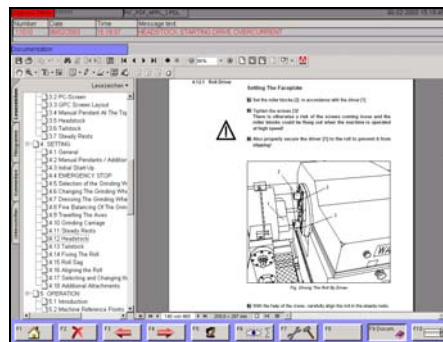 Number Date Time Message text
HEADSTOCK: STARTING DRIVE OVERCURRENT
Documentation
Lesezeichen
3.2 PC-Screen
3.3 GPC Screen Layout
3.4 Manual Pendant At The Tip
3.5 Headstock
3.6 Tailstock
3.7 Steady Rests
4 SETTING
4.1 General
4.2 Manual Pendants / Addition
4.3 Initial Start-Up
4.4 EMERGENCY STOP
4.5 Selection of the Grinding W
4.6 Changing The Grinding Whe
4.7 Dressing The Grinding Whe
4.8 Fine Balancing Of The Grin
4.9 Travelling The Axes
4.10 Grinding Carriage
4.11 Steady Rests
4.12 Headstock
4.13 Tailstock
4.14 Fixing The Roll
4.15 Roll Sag
4.16 Aligning the Roll
4.17 Selecting and Changing th
4.18 Additional Attachments
5 OPERATION
5.1 Introduction
5.2 Machine Reference Points
4.12.1 Roll Driver
Setting The Faceplate
Set the roller blocks [2] in accordance with the driver [1]
Tighten the screws [3]!
There is otherwise a risk of the screws coming loose and the
roller blocks could be flung out when the machine is operated
at high speed!
Also properly secure the driver [1] to the roll to prevent it from
slipping!
WA
Fig. Driving The Roll By Driver
With the help of the crane, carefully align the roll in the steady rests.
F1 F2 F3 F4 F5 F6 F7 F8 F9 Docum. F10